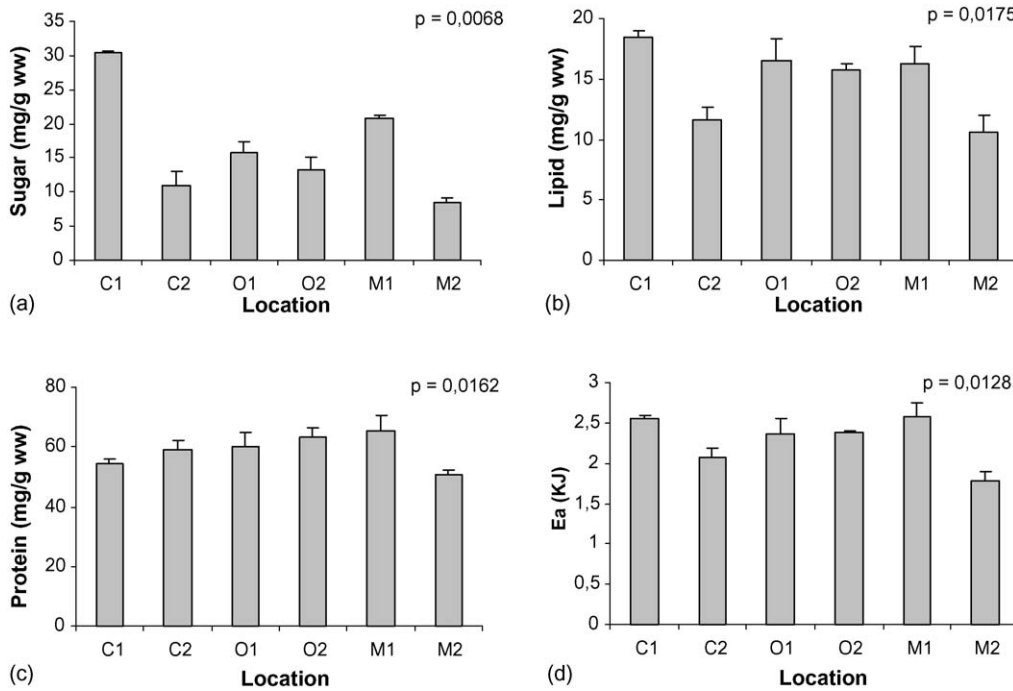 p = 0,0068
35
30
25
20
15
10
5
0
Sugar (mg/g ww)
C1 C2 O1 O2 M1 M2
Location
(a)
p = 0,0175
20
15
10
5
0
Lipid (mg/g ww)
C1 C2 O1 O2 M1 M2
Location
(b)
p = 0,0162
80
60
40
20
0
Protein (mg/g ww)
C1 C2 O1 O2 M1 M2
Location
(c)
p = 0,0128
3
2,5
2
1,5
1
0,5
0
Ea (KJ)
C1 C2 O1 O2 M1 M2
Location
(d)